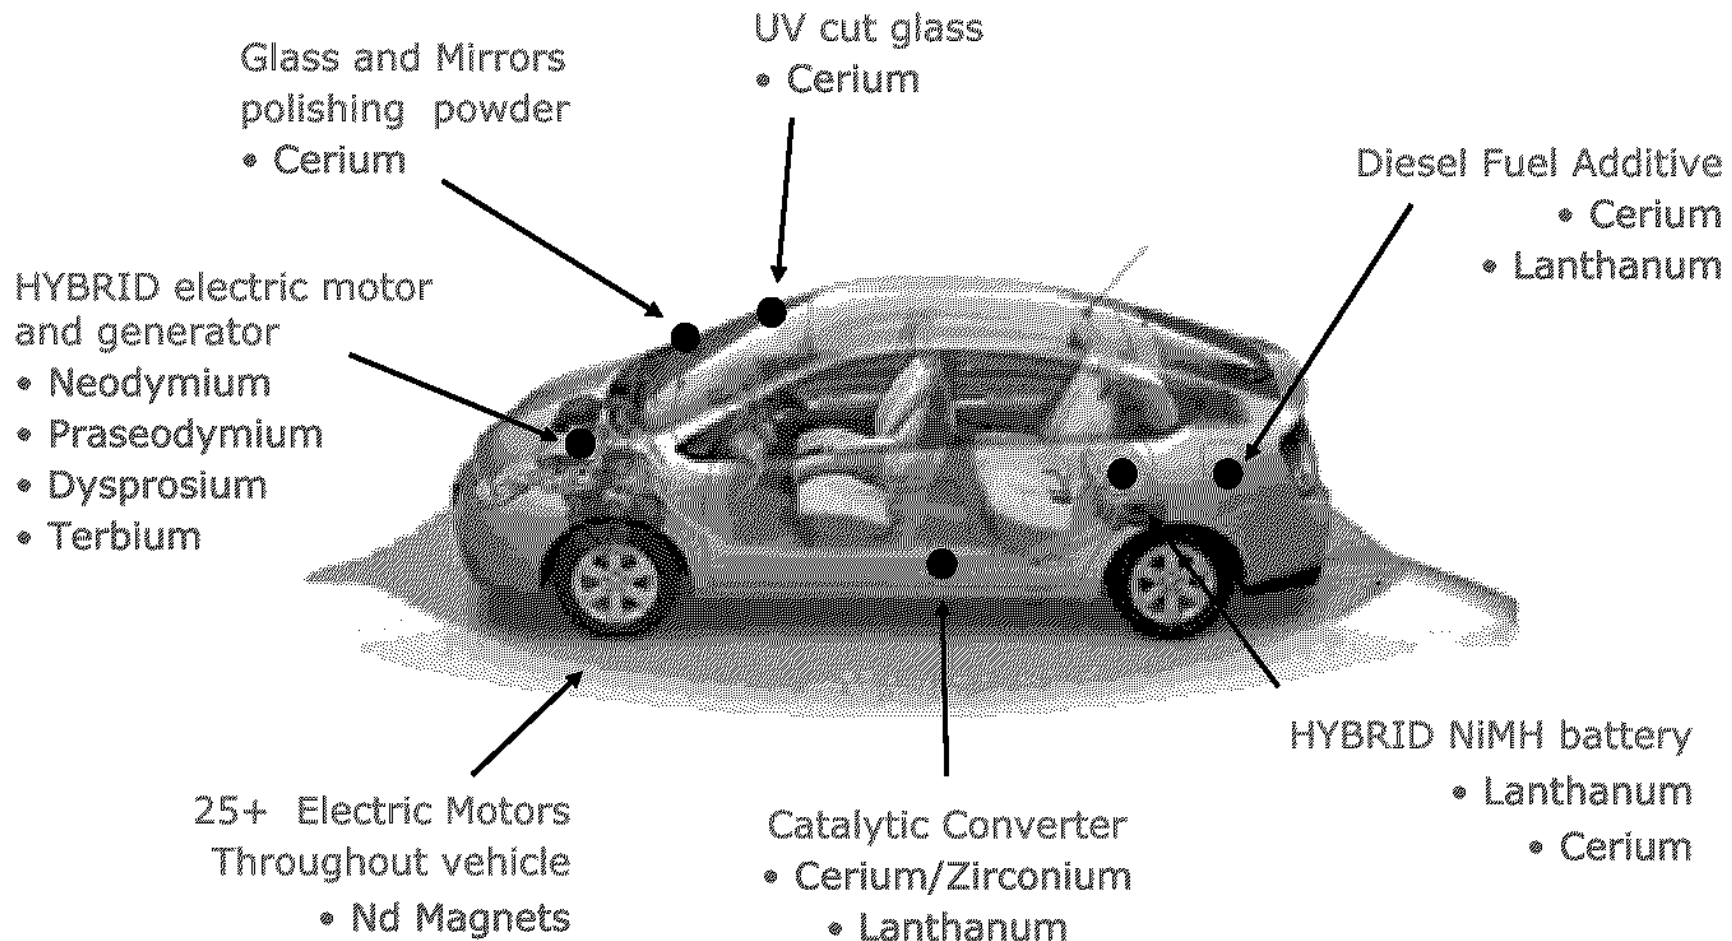 UV cut glass
• Cerium
Glass and Mirrors
polishing powder
• Cerium
Diesel Fuel Additive
• Cerium
• Lanthanum
HYBRID electric motor
and generator
• Neodymium
• Praseodymium
• Dysprosium
• Terbium
HYBRID NiMH battery
• Lanthanum
• Cerium
25+ Electric Motors
Throughout vehicle
• Nd Magnets
Catalytic Converter
• Cerium/Zirconium
• Lanthanum